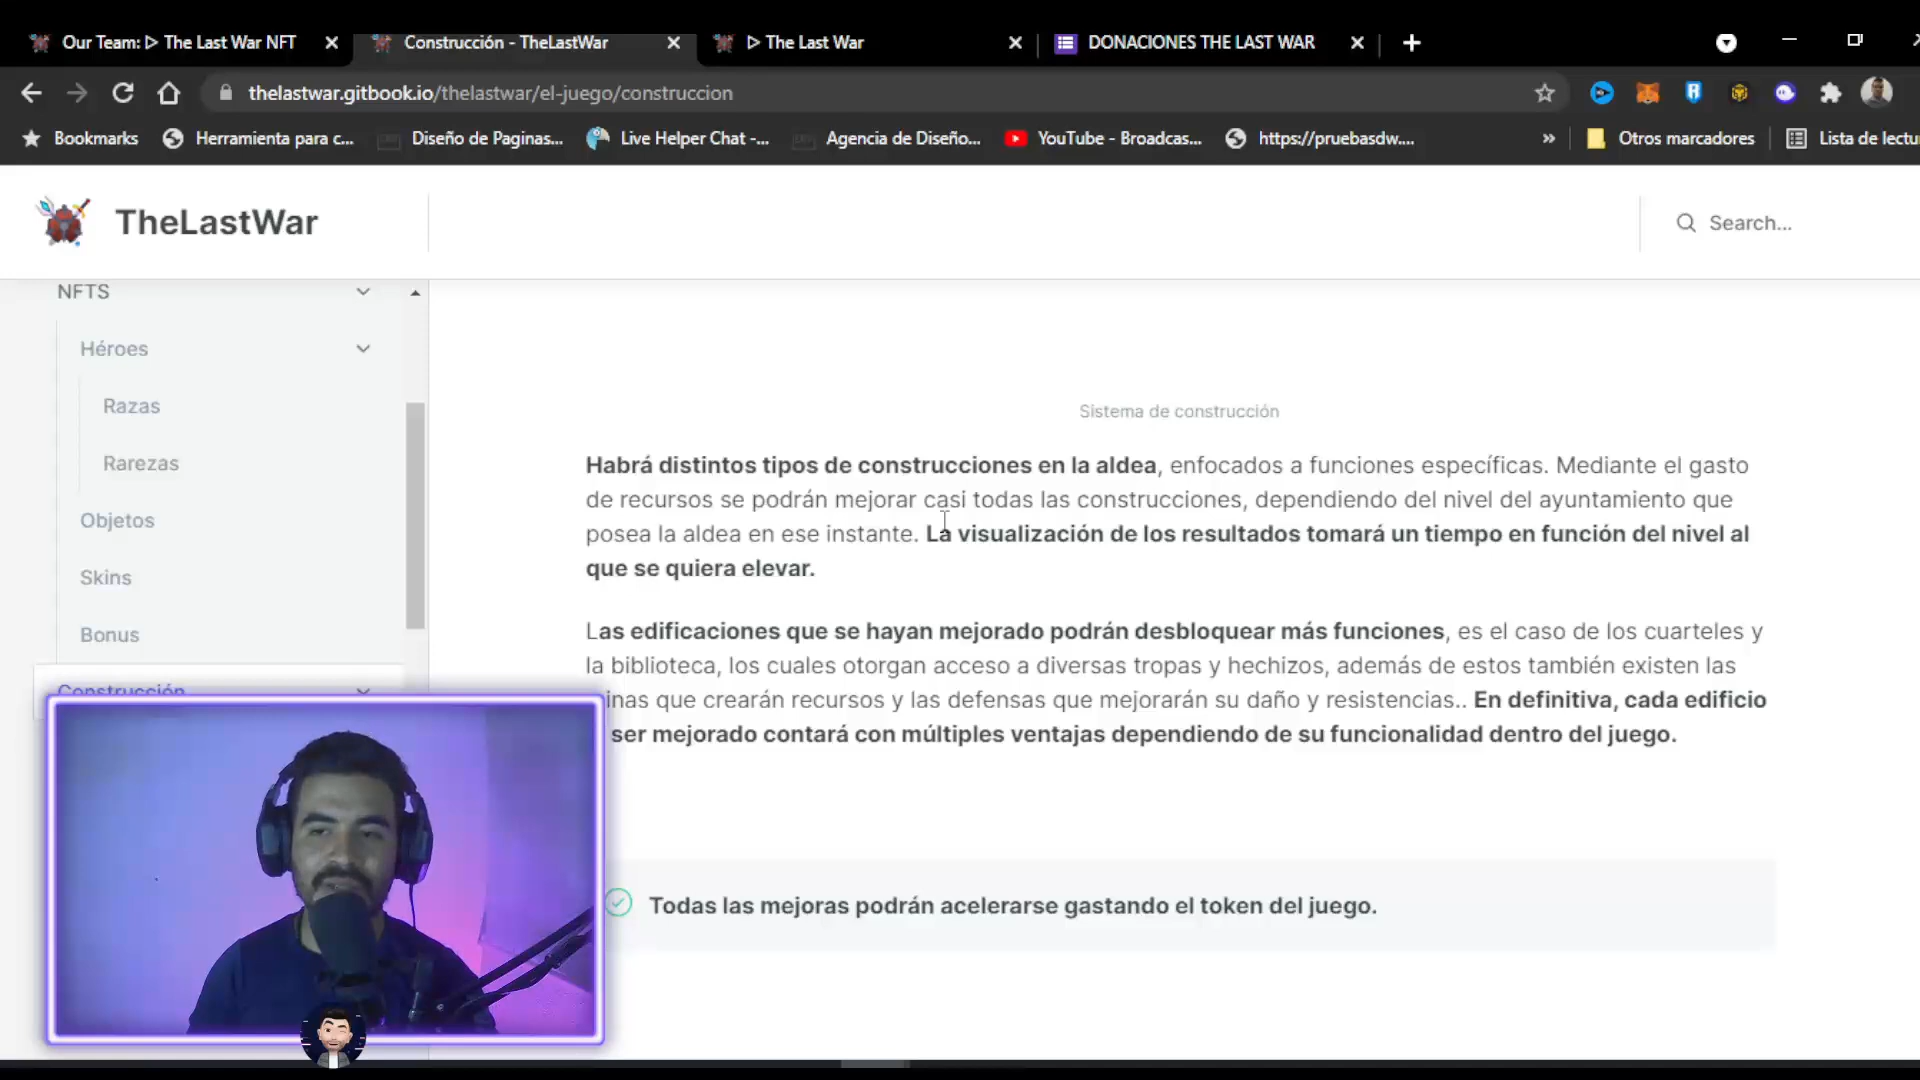 Our Team: ᐅ The Last War NFT
Construcción - TheLastWar
ᐅ The Last War
DONACIONES THE LAST WAR
thelastwar.gitbook.io/thelastwar/el-juego/construccion
Bookmarks
Herramienta para c...
Diseño de Paginas...
Live Helper Chat -...
Agencia de Diseño...
YouTube - Broadcas...
https://pruebasdw....
»
Otros marcadores
Lista de lectu
TheLastWar
Search...
NFTS
Héroes
Razas
Rarezas
Objetos
Skins
Bonus
Construcción
Sistema de construcción
Habrá distintos tipos de construcciones en la aldea, enfocados a funciones específicas. Mediante el gasto
de recursos se podrán mejorar casi todas las construcciones, dependiendo del nivel del ayuntamiento que
posea la aldea en ese instante. La visualización de los resultados tomará un tiempo en función del nivel al
que se quiera elevar.
Las edificaciones que se hayan mejorado podrán desbloquear más funciones, es el caso de los cuarteles y
la biblioteca, los cuales otorgan acceso a diversas tropas y hechizos, además de estos también existen las
inas que crearán recursos y las defensas que mejorarán su daño y resistencias.. En definitiva, cada edificio
ser mejorado contará con múltiples ventajas dependiendo de su funcionalidad dentro del juego.
Todas las mejoras podrán acelerarse gastando el token del juego.